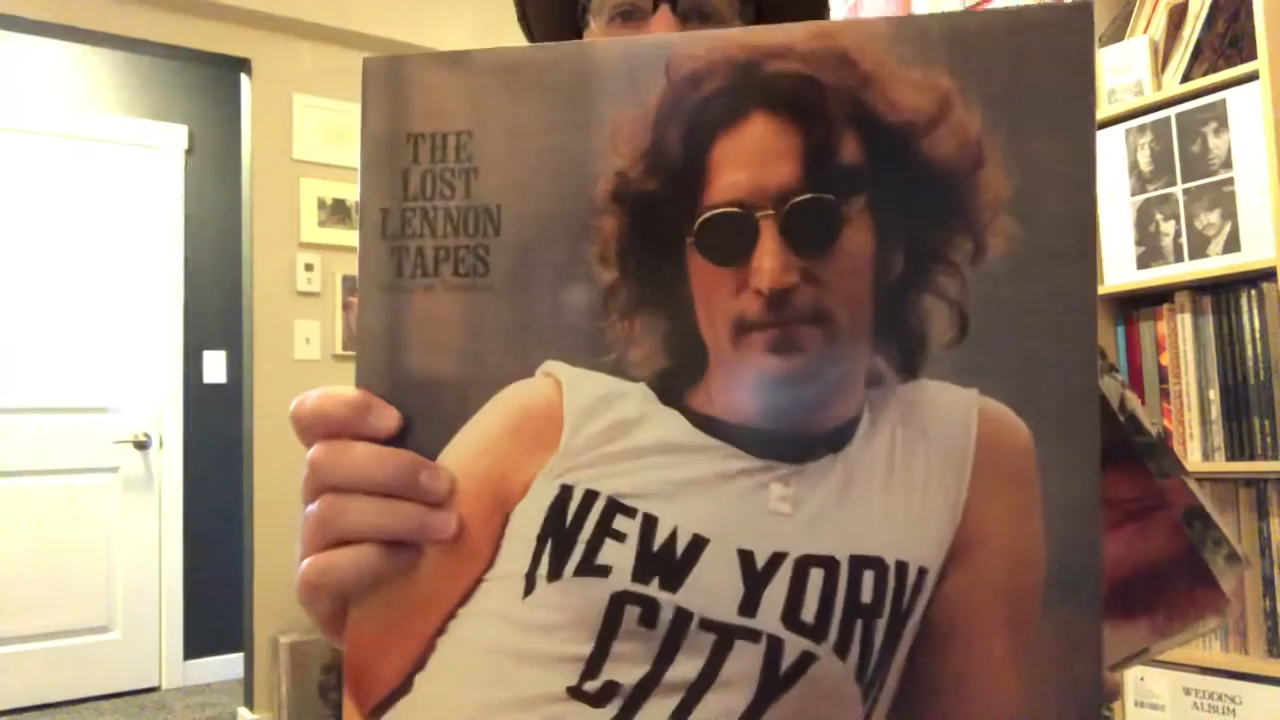 THE
LOST
LENNON
TAPES
NEW YORK
CITY
WEDDING
ALBUM